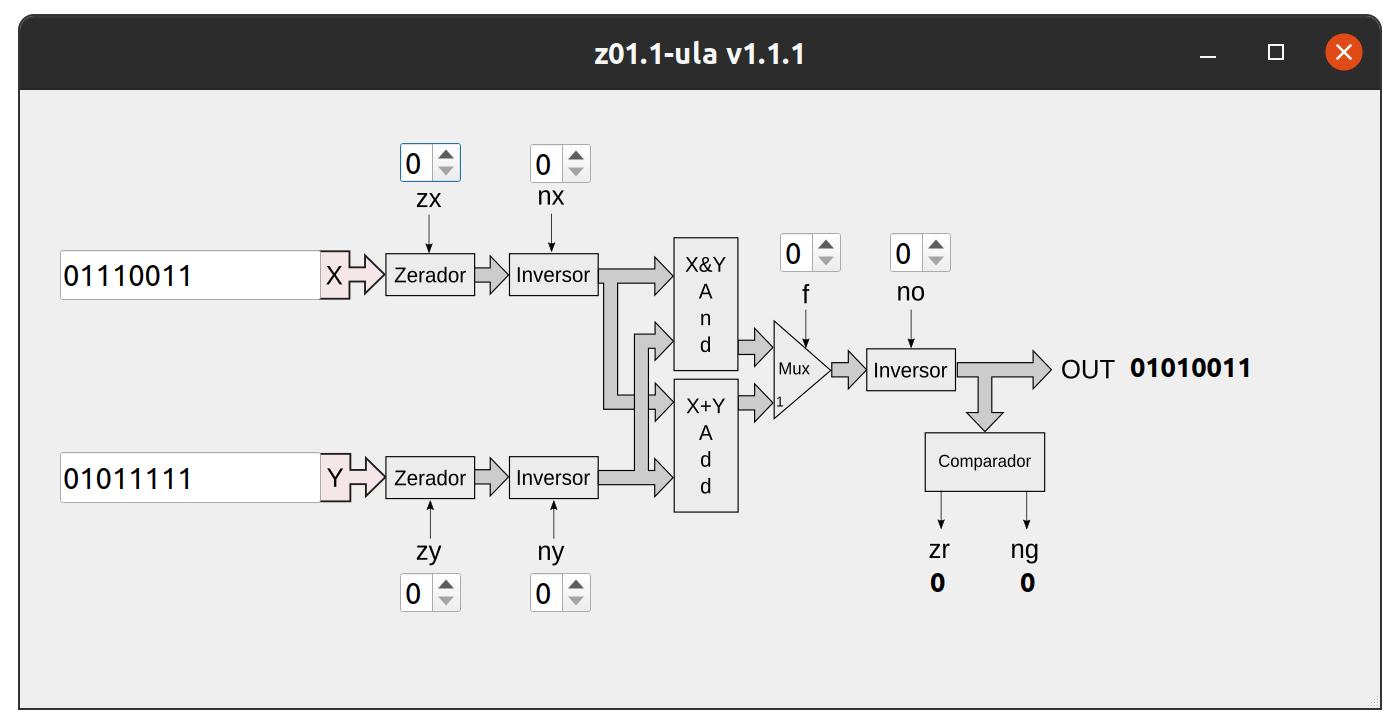 z01.1-ula v1.1.1
0
0
zx
nx
01110011
X
Zerador
Inversor
X&Y
A
n
d
0
0
f
no
Mux
1
Inversor
OUT 01010011
X+Y
A
d
d
01011111
Y
Zerador
Inversor
Comparador
zy
ny
0
0
zr
ng
0
0